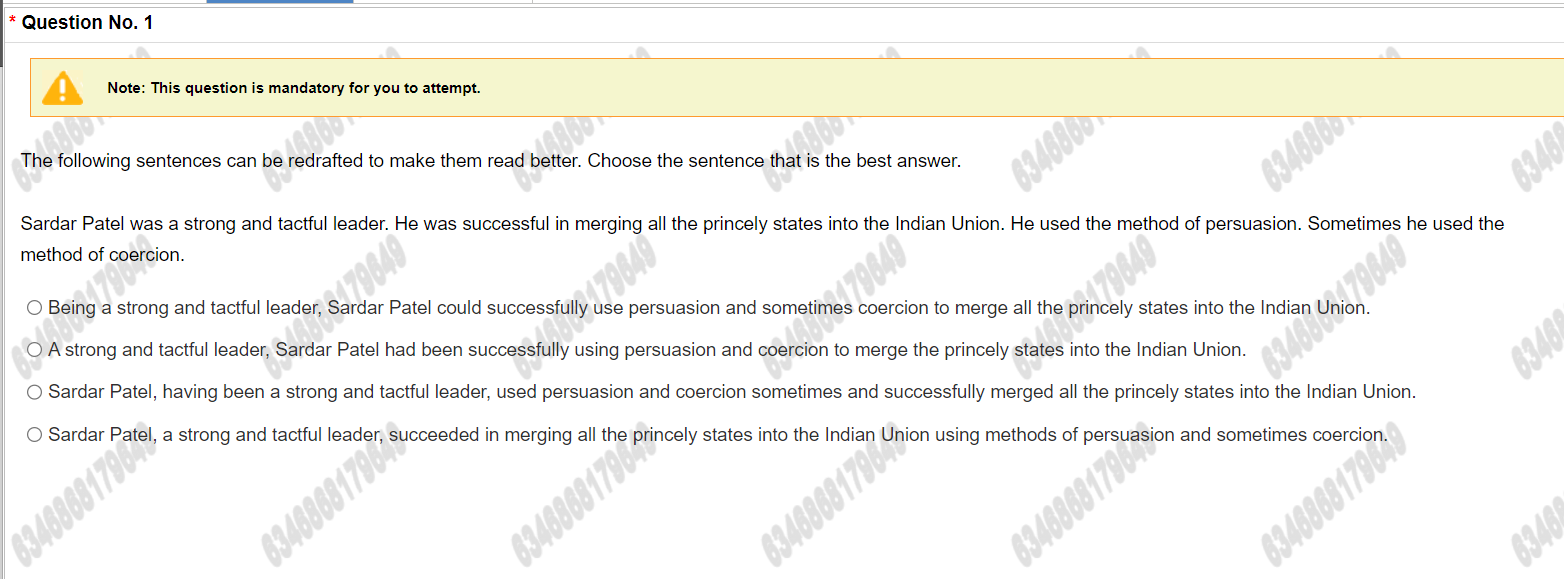 * Question No. 1
Note: This question is mandatory for you to attempt.
The following sentences can be redrafted to make them read better. Choose the sentence that is the best answer.
Sardar Patel was a strong and tactful leader. He was successful in merging all the princely states into the Indian Union. He used the method of persuasion. Sometimes he used the
method of coercion.
Being a strong and tactful leader, Sardar Patel could successfully use persuasion and sometimes coercion to merge all the princely states into the Indian Union.
A strong and tactful leader, Sardar Patel had been successfully using persuasion and coercion to merge the princely states into the Indian Union.
Sardar Patel, having been a strong and tactful leader, used persuasion and coercion sometimes and successfully merged all the princely states into the Indian Union.
Sardar Patel, a strong and tactful leader, succeeded in merging all the princely states into the Indian Union using methods of persuasion and sometimes coercion.